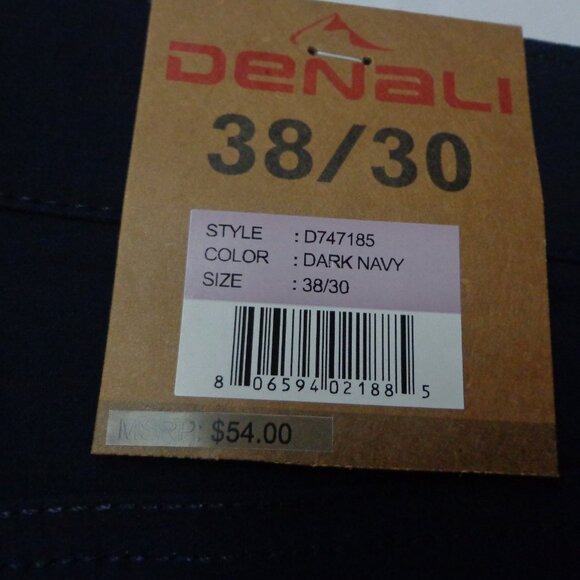 DENALI
38/30
STYLE : D747185
COLOR : DARK NAVY
SIZE : 38/30
8 06594 02188 5
MSRP: $54.00